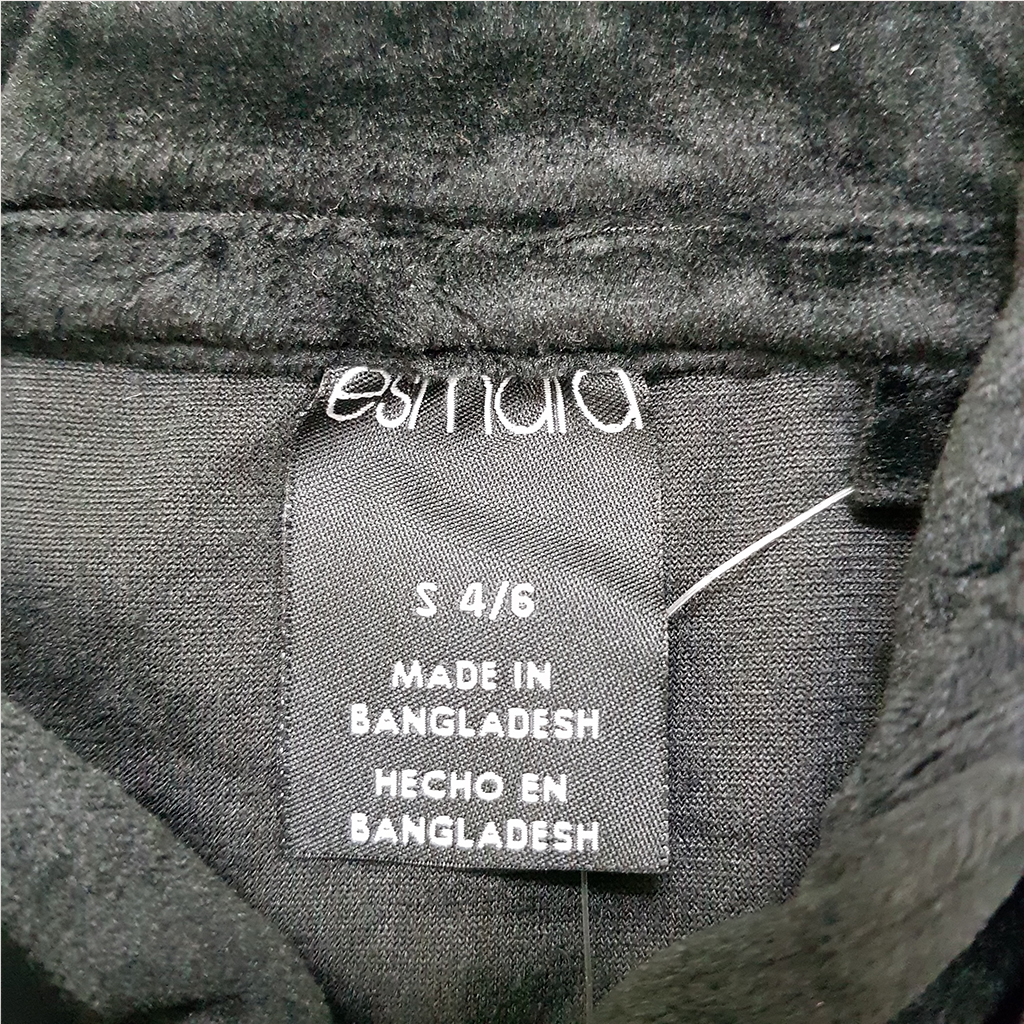 esmara
S 4/6
MADE IN
BANGLADESH
HECHO EN
BANGLADESH